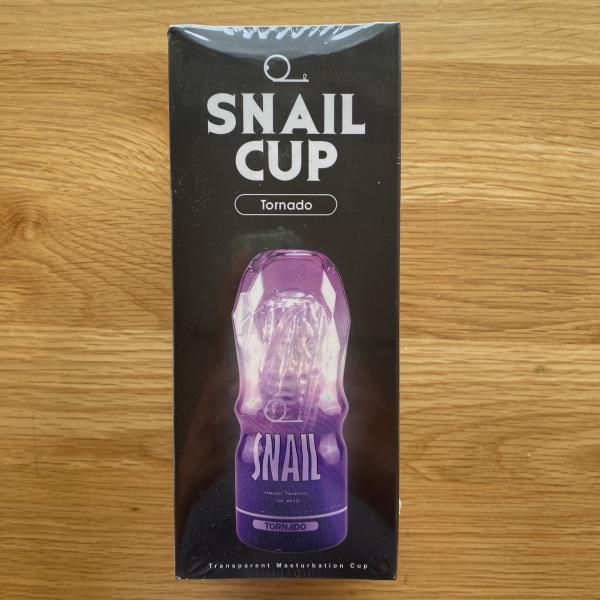 SNAIL
CUP
Tornado
SNAIL
TORNADO
Transparent Masturbation Cup